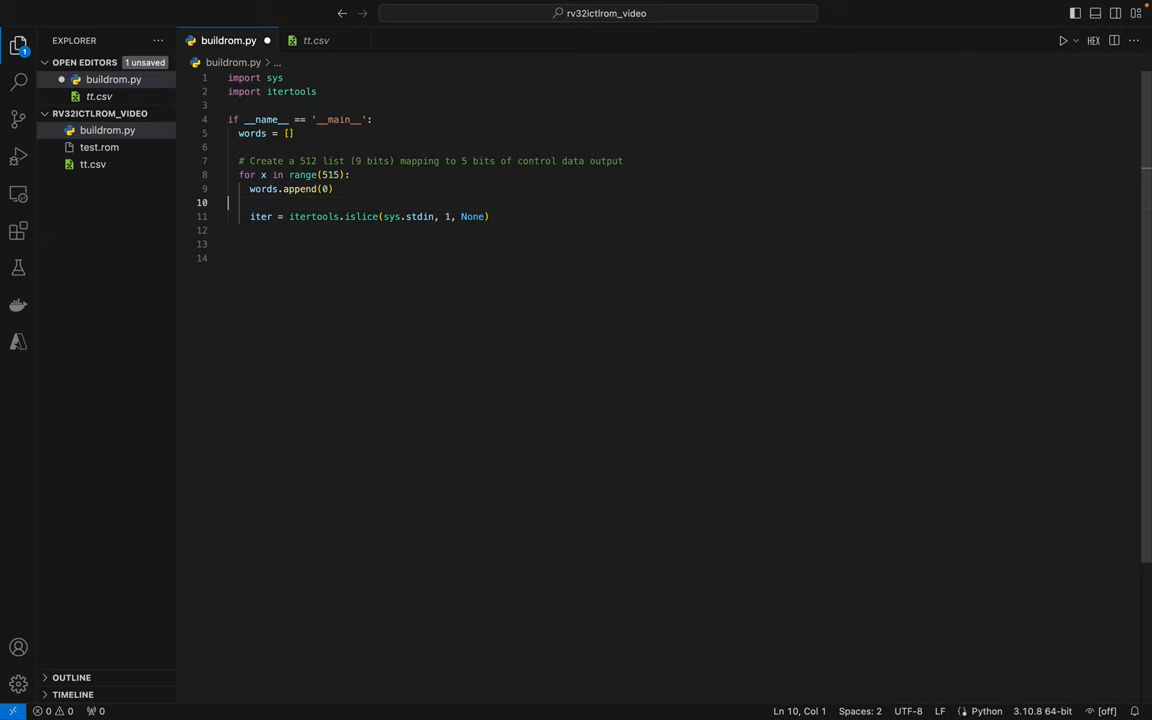 rv32ictlrom_video
EXPLORER
OPEN EDITORS 1 unsaved
buildrom.py
tt.csv
RV32ICTLROM_VIDEO
buildrom.py
test.rom
tt.csv
OUTLINE
TIMELINE
buildrom.py
tt.csv
HEX
buildrom.py > ...
1 import sys
2 import itertools
3
4 if __name__ == '__main__':
5 words = []
6
7 # Create a 512 list (9 bits) mapping to 5 bits of control data output
8 for x in range(515):
9 words.append(0)
10
11 iter = itertools.islice(sys.stdin, 1, None)
12
13
14
1
0 0 0 Ln 10, Col 1 Spaces: 2 UTF-8 LF Python 3.10.8 64-bit [off]